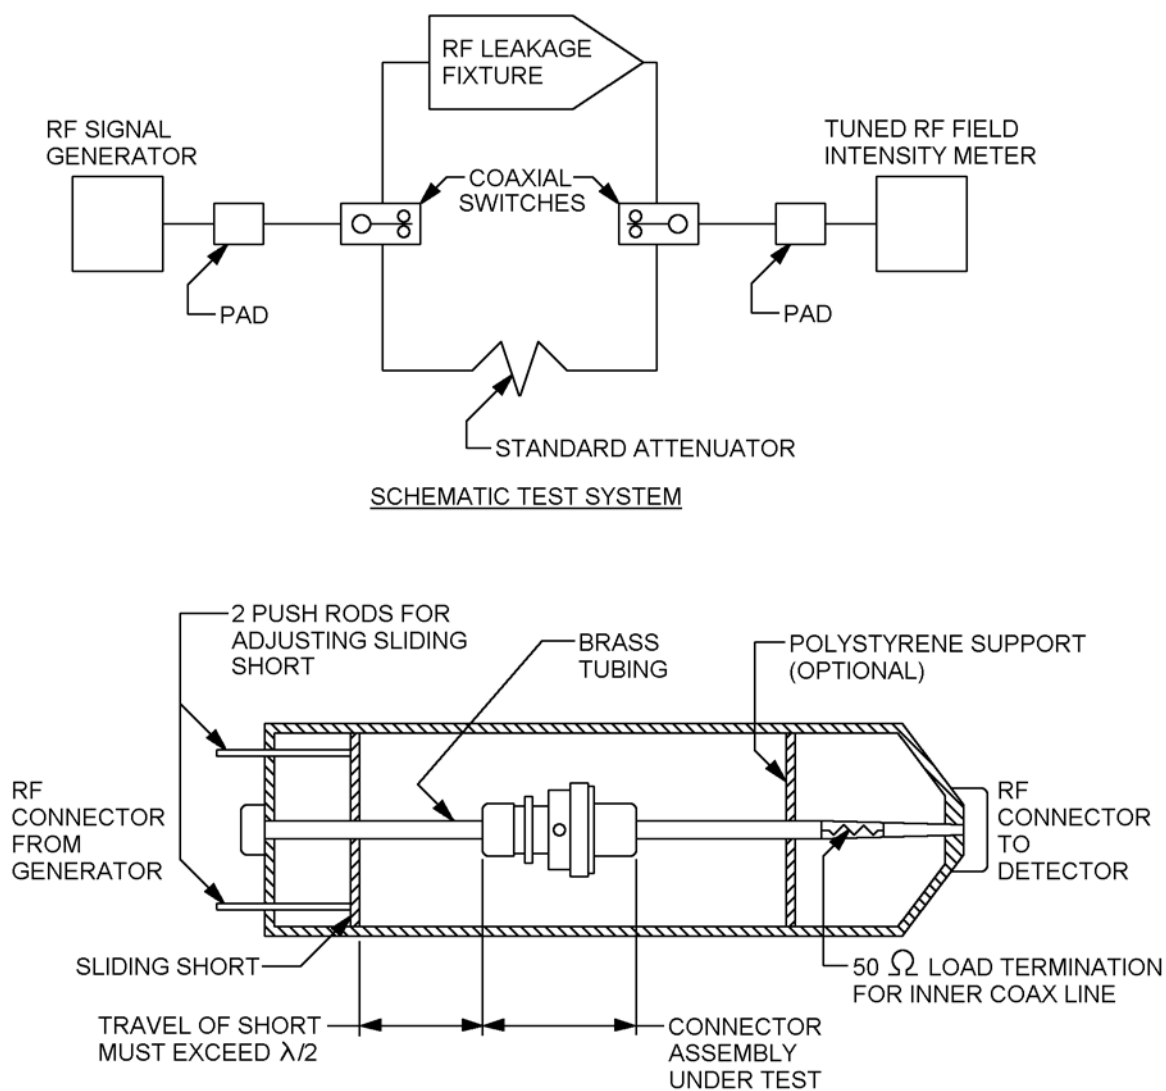 RF LEAKAGE
FIXTURE
RF SIGNAL
GENERATOR
TUNED RF FIELD
INTENSITY METER
COAXIAL
SWITCHES
PAD
PAD
STANDARD ATTENUATOR
SCHEMATIC TEST SYSTEM
2 PUSH RODS FOR
ADJUSTING SLIDING
SHORT
BRASS
TUBING
POLYSTYRENE SUPPORT
(OPTIONAL)
RF
CONNECTOR
FROM
GENERATOR
RF
CONNECTOR
TO
DETECTOR
SLIDING SHORT
50 Ω LOAD TERMINATION
FOR INNER COAX LINE
TRAVEL OF SHORT
MUST EXCEED λ/2
CONNECTOR
ASSEMBLY
UNDER TEST